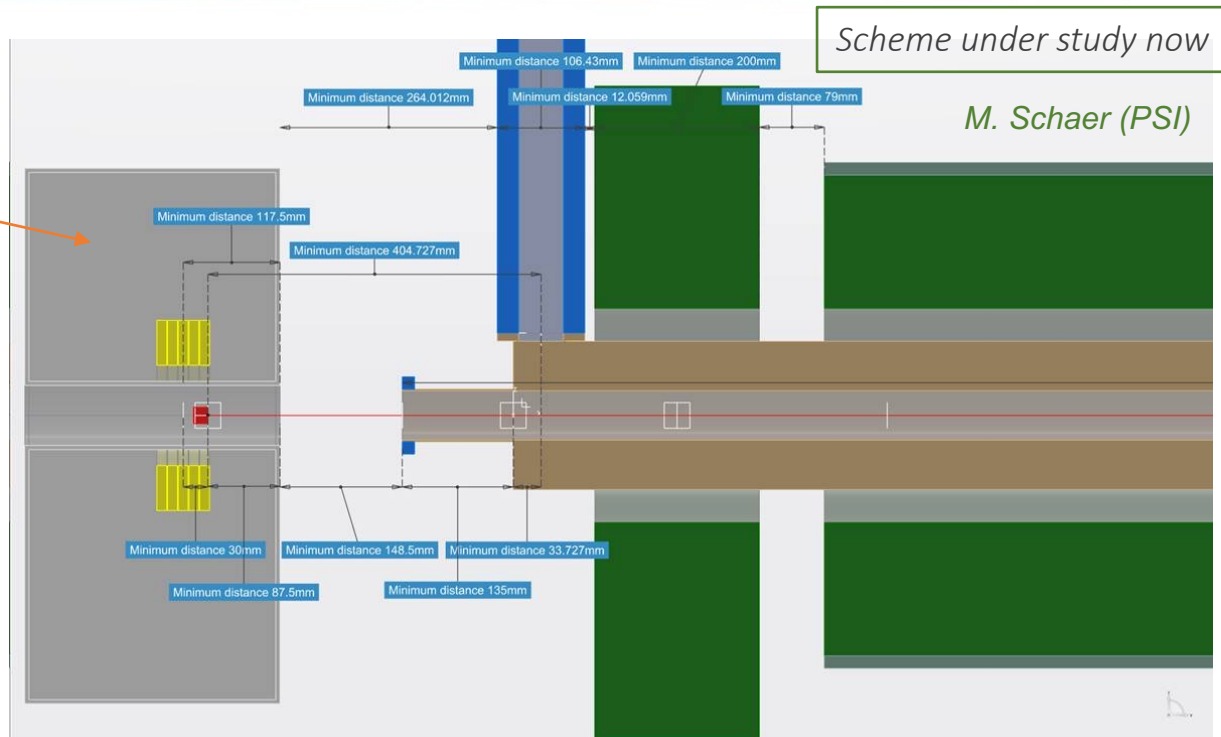 Scheme under study now
M. Schaer (PSI)
Minimum distance 106.43mm
Minimum distance 200mm
Minimum distance 264.012mm
Minimum distance 12.059mm
Minimum distance 79mm
Minimum distance 117.5mm
Minimum distance 404.727mm
Minimum distance 30mm
Minimum distance 148.5mm
Minimum distance 33.727mm
Minimum distance 87.5mm
Minimum distance 135mm